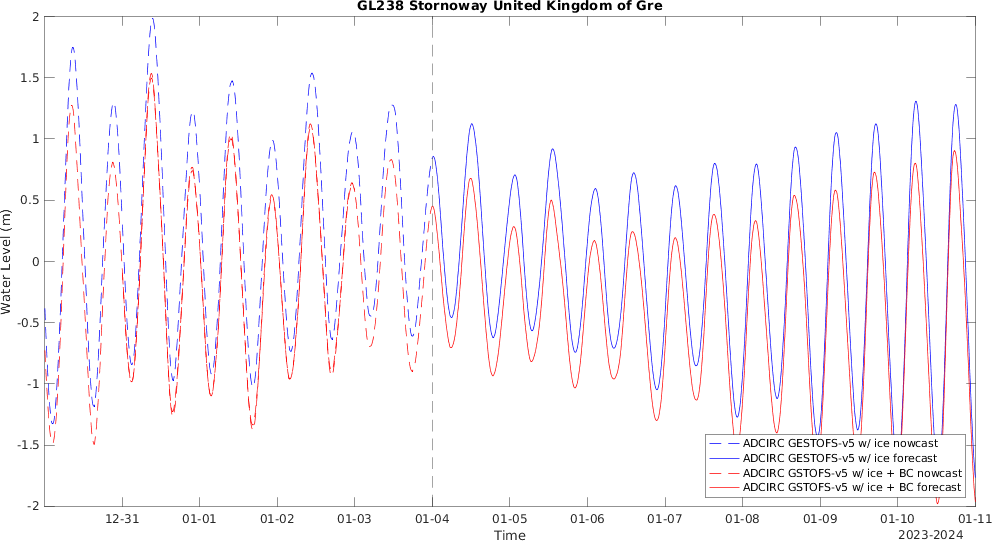 GL238 Stornoway United Kingdom of Gre
2
1.5
1
0.5
0
-0.5
-1
-1.5
-2
Water Level (m)
ADCIRC GESTOFS-v5 w/ ice nowcast
ADCIRC GESTOFS-v5 w/ ice forecast
ADCIRC GSTOFS-v5 w/ ice + BC nowcast
ADCIRC GSTOFS-v5 w/ ice + BC forecast
12-31 01-01 01-02 01-03 01-04 01-05 01-06 01-07 01-08 01-09 01-10 01-11
Time
2023-2024